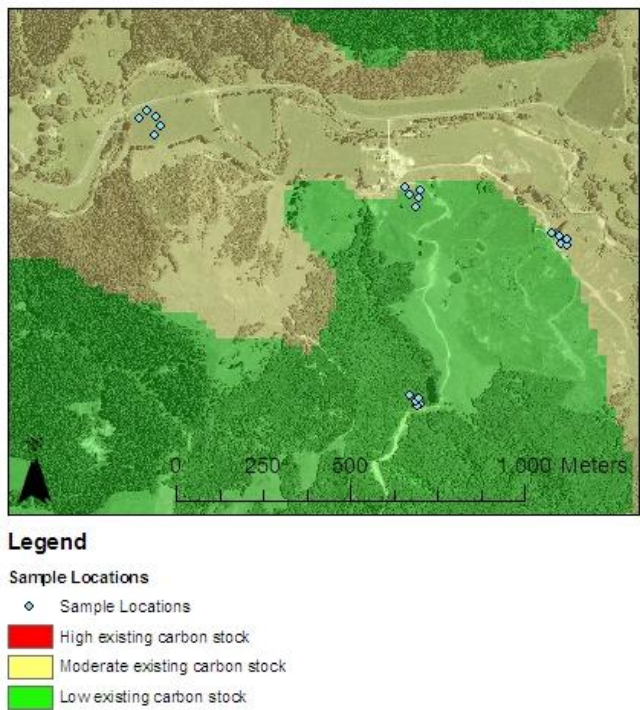 N
0 250 500 1,000 Meters
Legend
Sample Locations
Sample Locations
High existing carbon stock
Moderate existing carbon stock
Low existing carbon stock